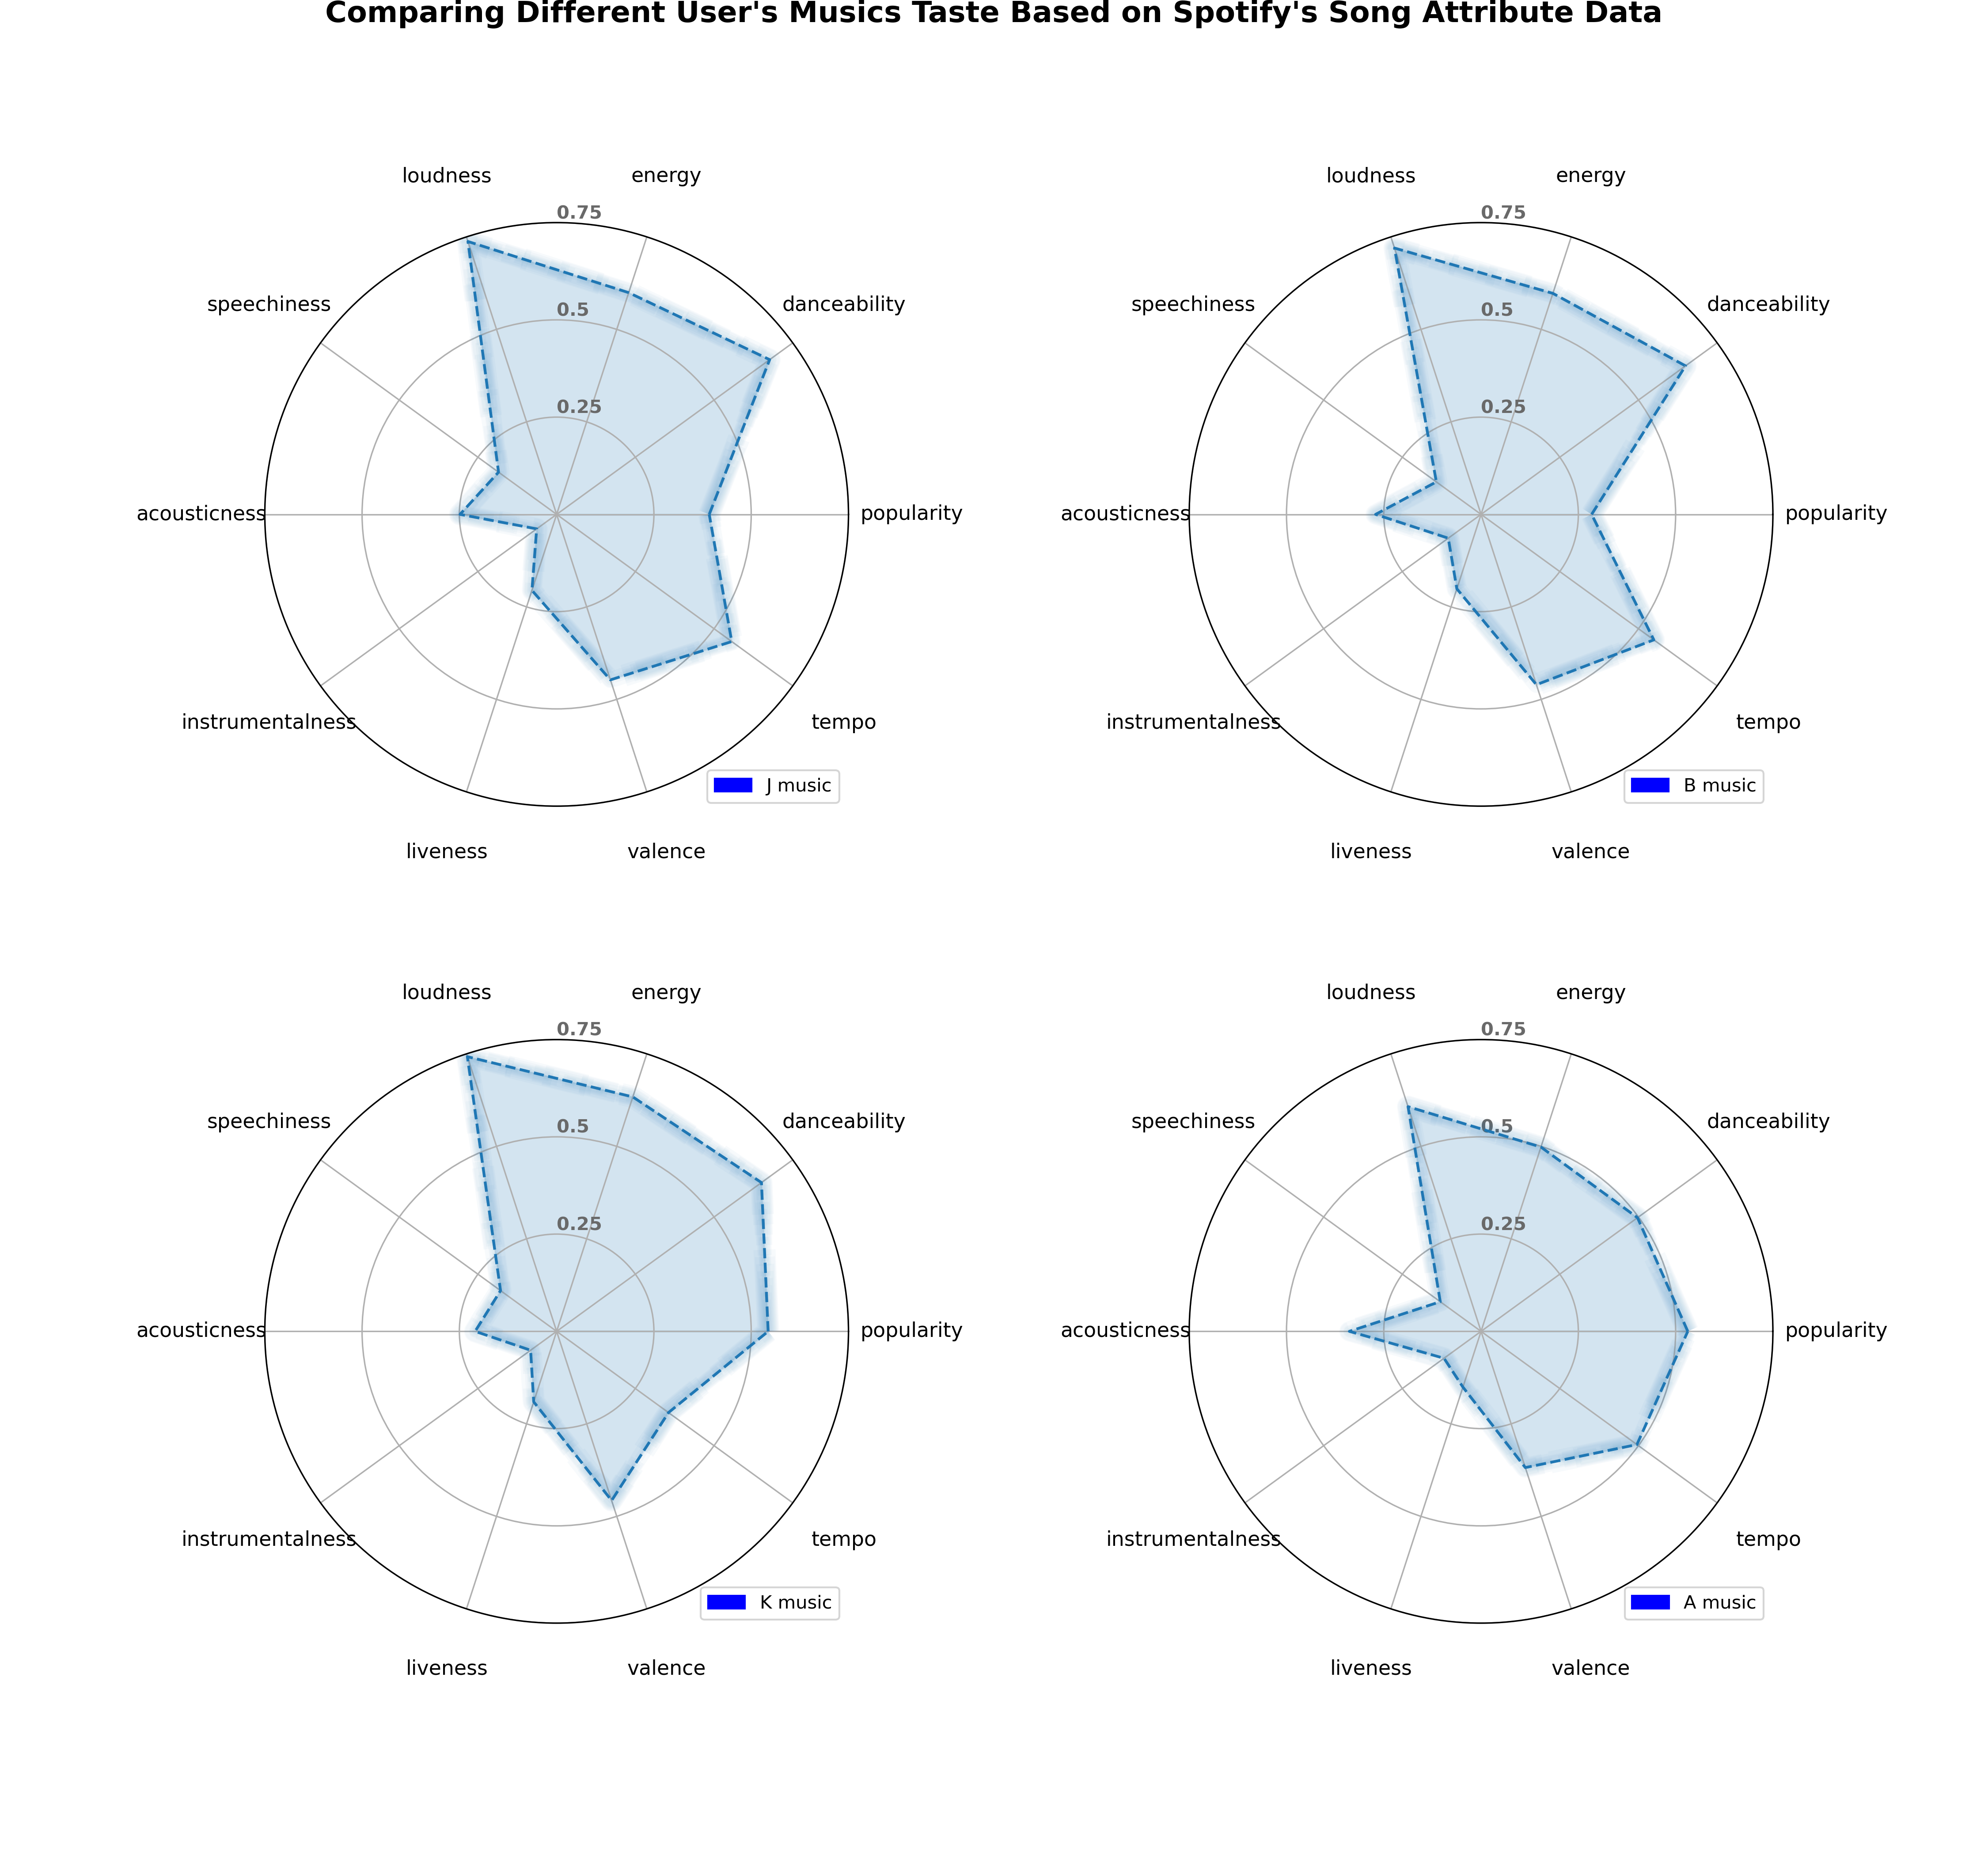 Comparing Different User's Musics Taste Based on Spotify's Song Attribute Data
loudness
energy
0.75
speechiness
danceability
0.5
0.25
acousticness
popularity
instrumentalness
tempo
J music
liveness
valence
loudness
energy
0.75
speechiness
danceability
0.5
0.25
acousticness
popularity
instrumentalness
tempo
B music
liveness
valence
loudness
energy
0.75
speechiness
danceability
0.5
0.25
acousticness
popularity
instrumentalness
tempo
K music
liveness
valence
loudness
energy
0.75
speechiness
danceability
0.5
0.25
acousticness
popularity
instrumentalness
tempo
A music
liveness
valence